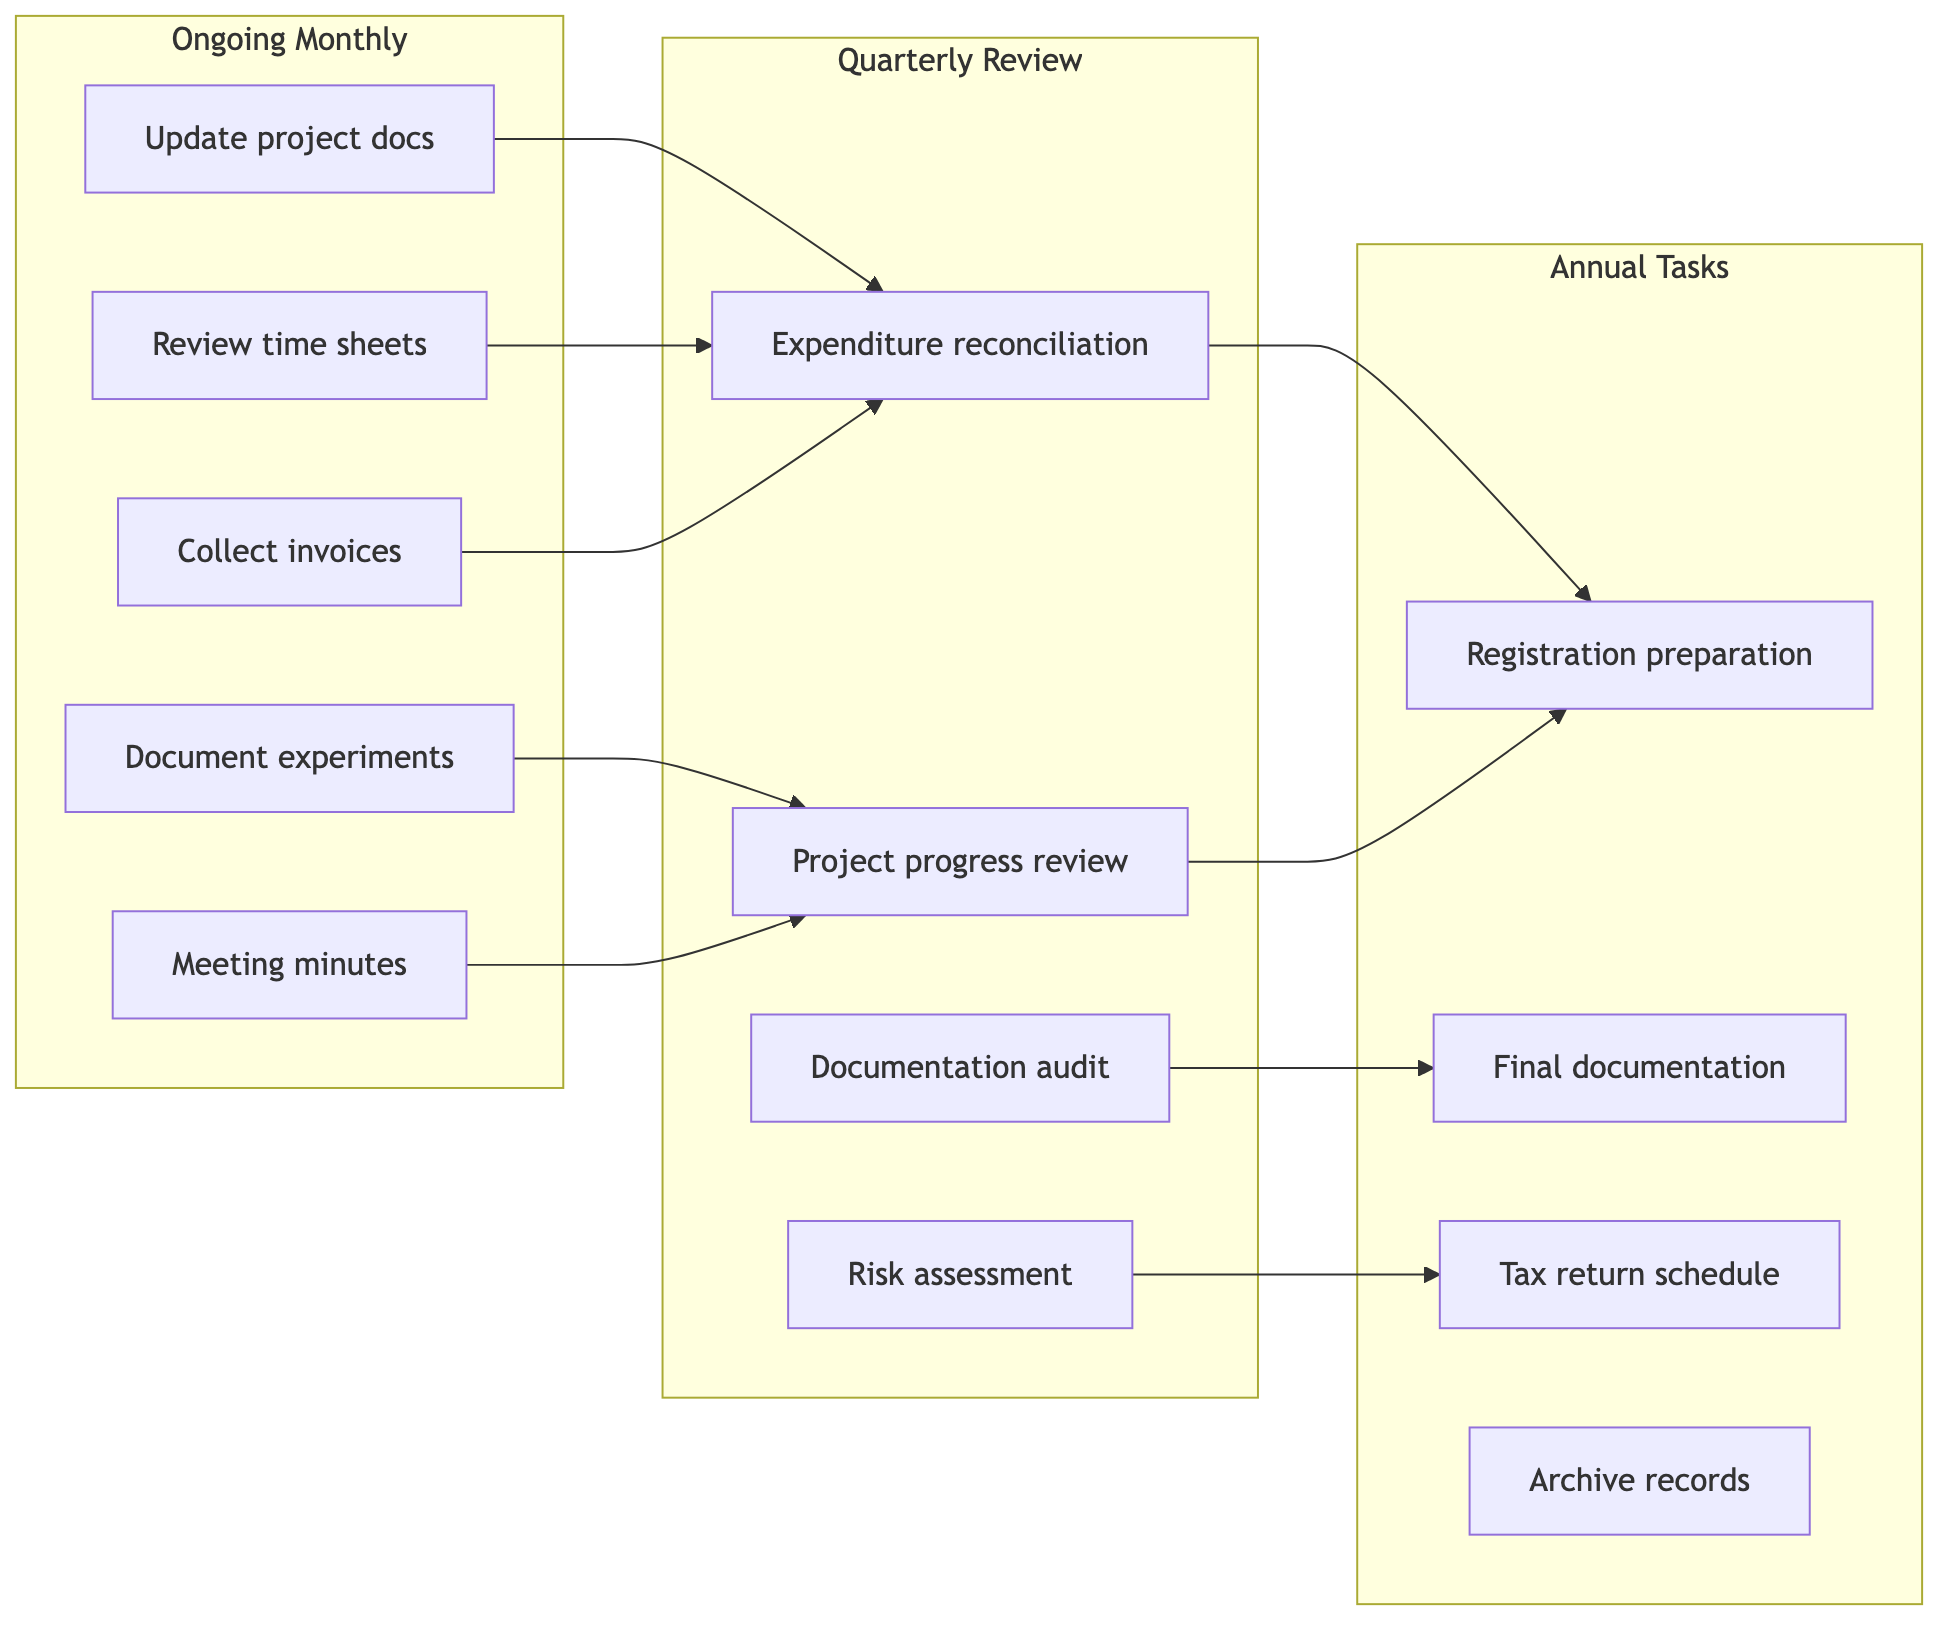 Ongoing Monthly
Update project docs
Review time sheets
Collect invoices
Document experiments
Meeting minutes
Quarterly Review
Expenditure reconciliation
Project progress review
Documentation audit
Risk assessment
Annual Tasks
Registration preparation
Final documentation
Tax return schedule
Archive records